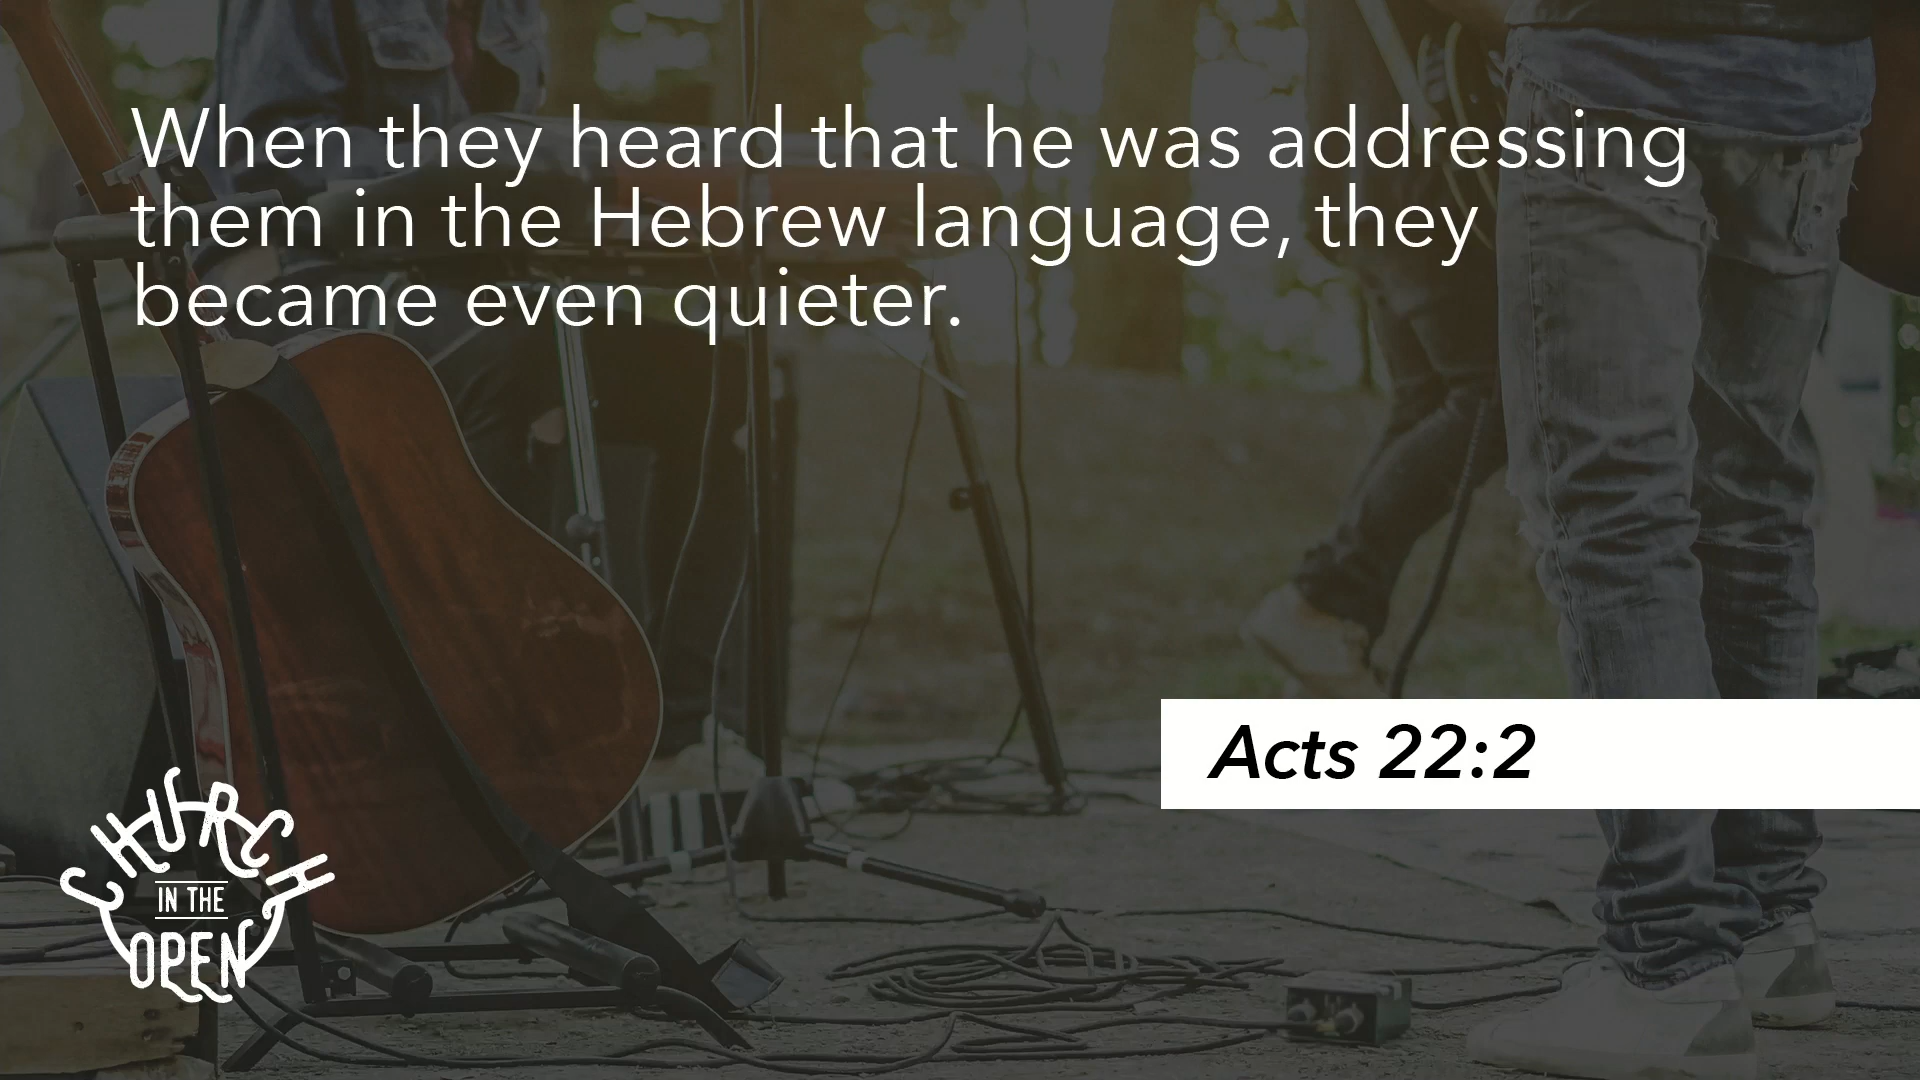 When they heard that he was addressing
them in the Hebrew language, they
became even quieter.
Acts 22:2
CHURCH
IN THE
OPEN